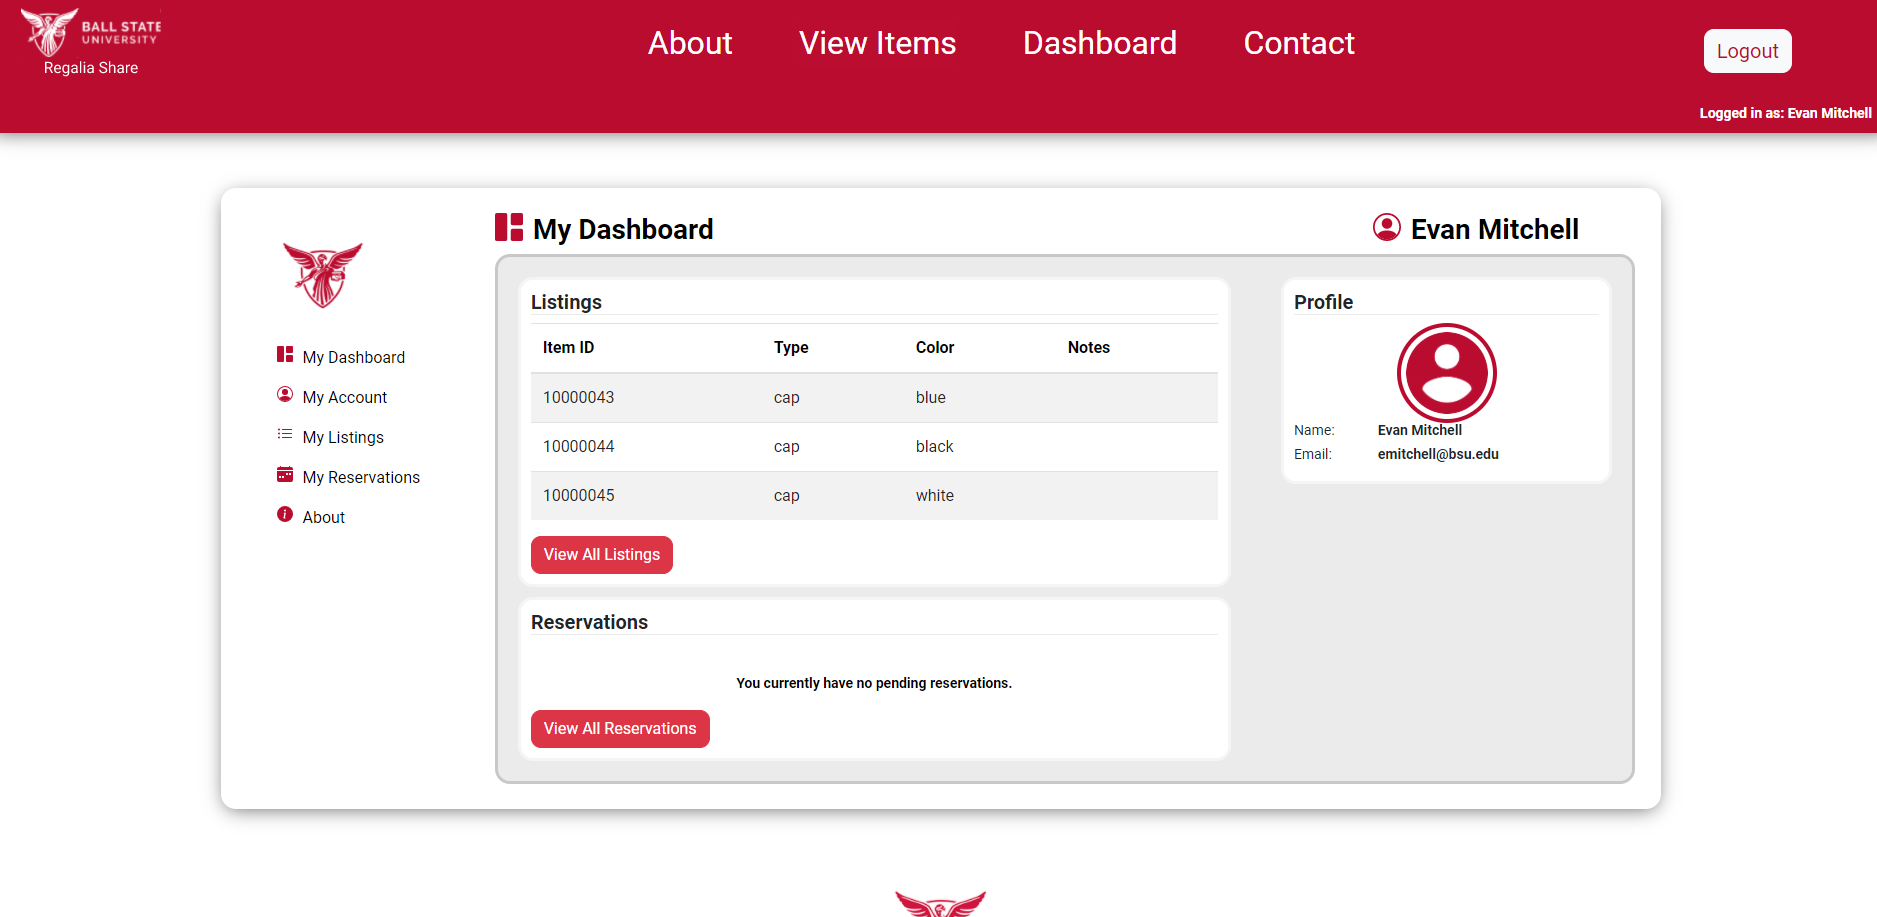 BALL STATE
UNIVERSITY
Regalia Share
About View Items Dashboard Contact
Logout
Logged in as: Evan Mitchell
My Dashboard
Evan Mitchell
My Dashboard
My Account
My Listings
My Reservations
About
Listings
Item ID Type Color Notes
10000043 cap blue
10000044 cap black
10000045 cap white
View All Listings
Reservations
You currently have no pending reservations.
View All Reservations
Profile
Name: Evan Mitchell
Email: emitchell@bsu.edu